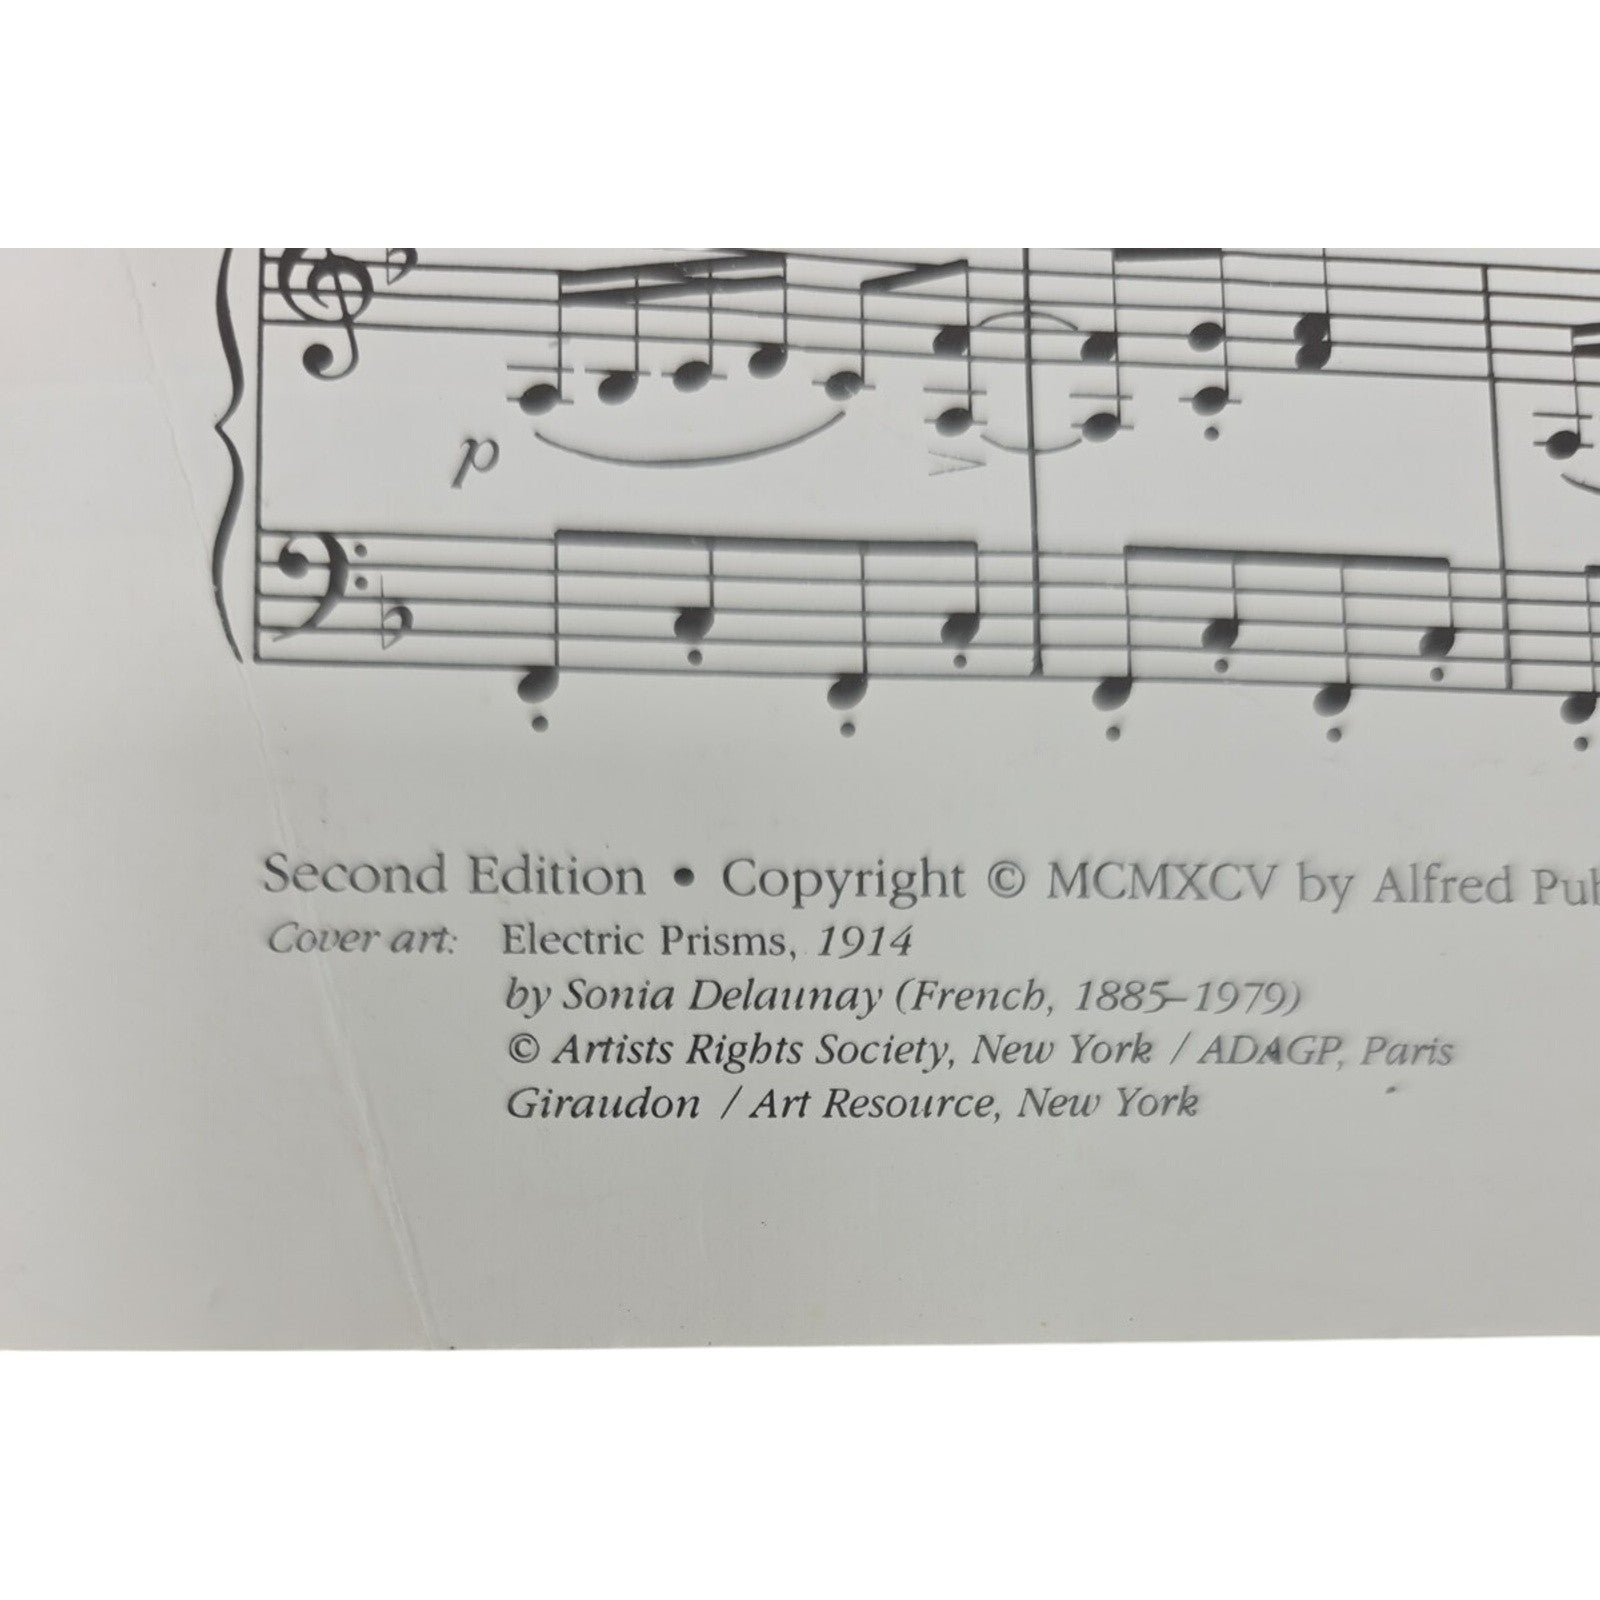 p
Second Edition • Copyright © MCMXCV by Alfred
Cover art: Electric Prisms, 1914
by Sonia Delaunay (French, 1885–1979)
© Artists Rights Society, New York / ADAGP, Paris
Giraudon / Art Resource, New York